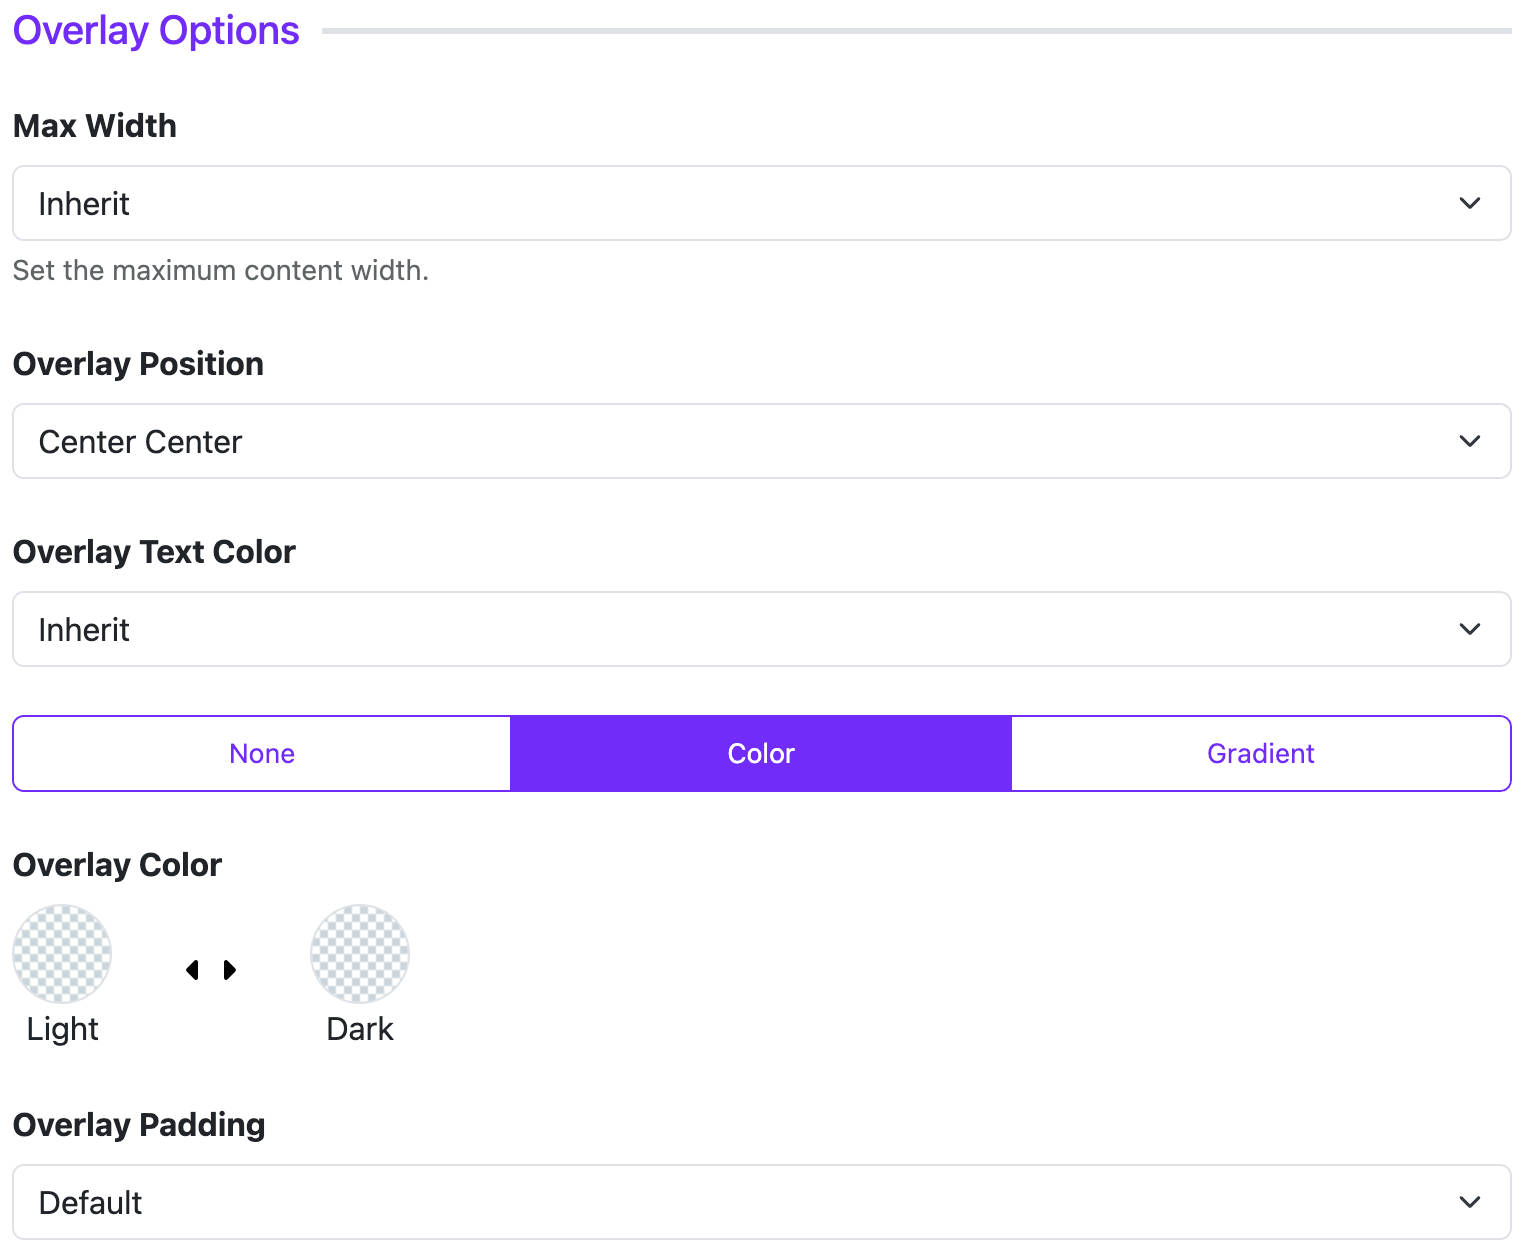 Overlay Options
Max Width
Inherit
Set the maximum content width.
Overlay Position
Center Center
Overlay Text Color
Inherit
None Color Gradient
Overlay Color
Light Dark
Overlay Padding
Default